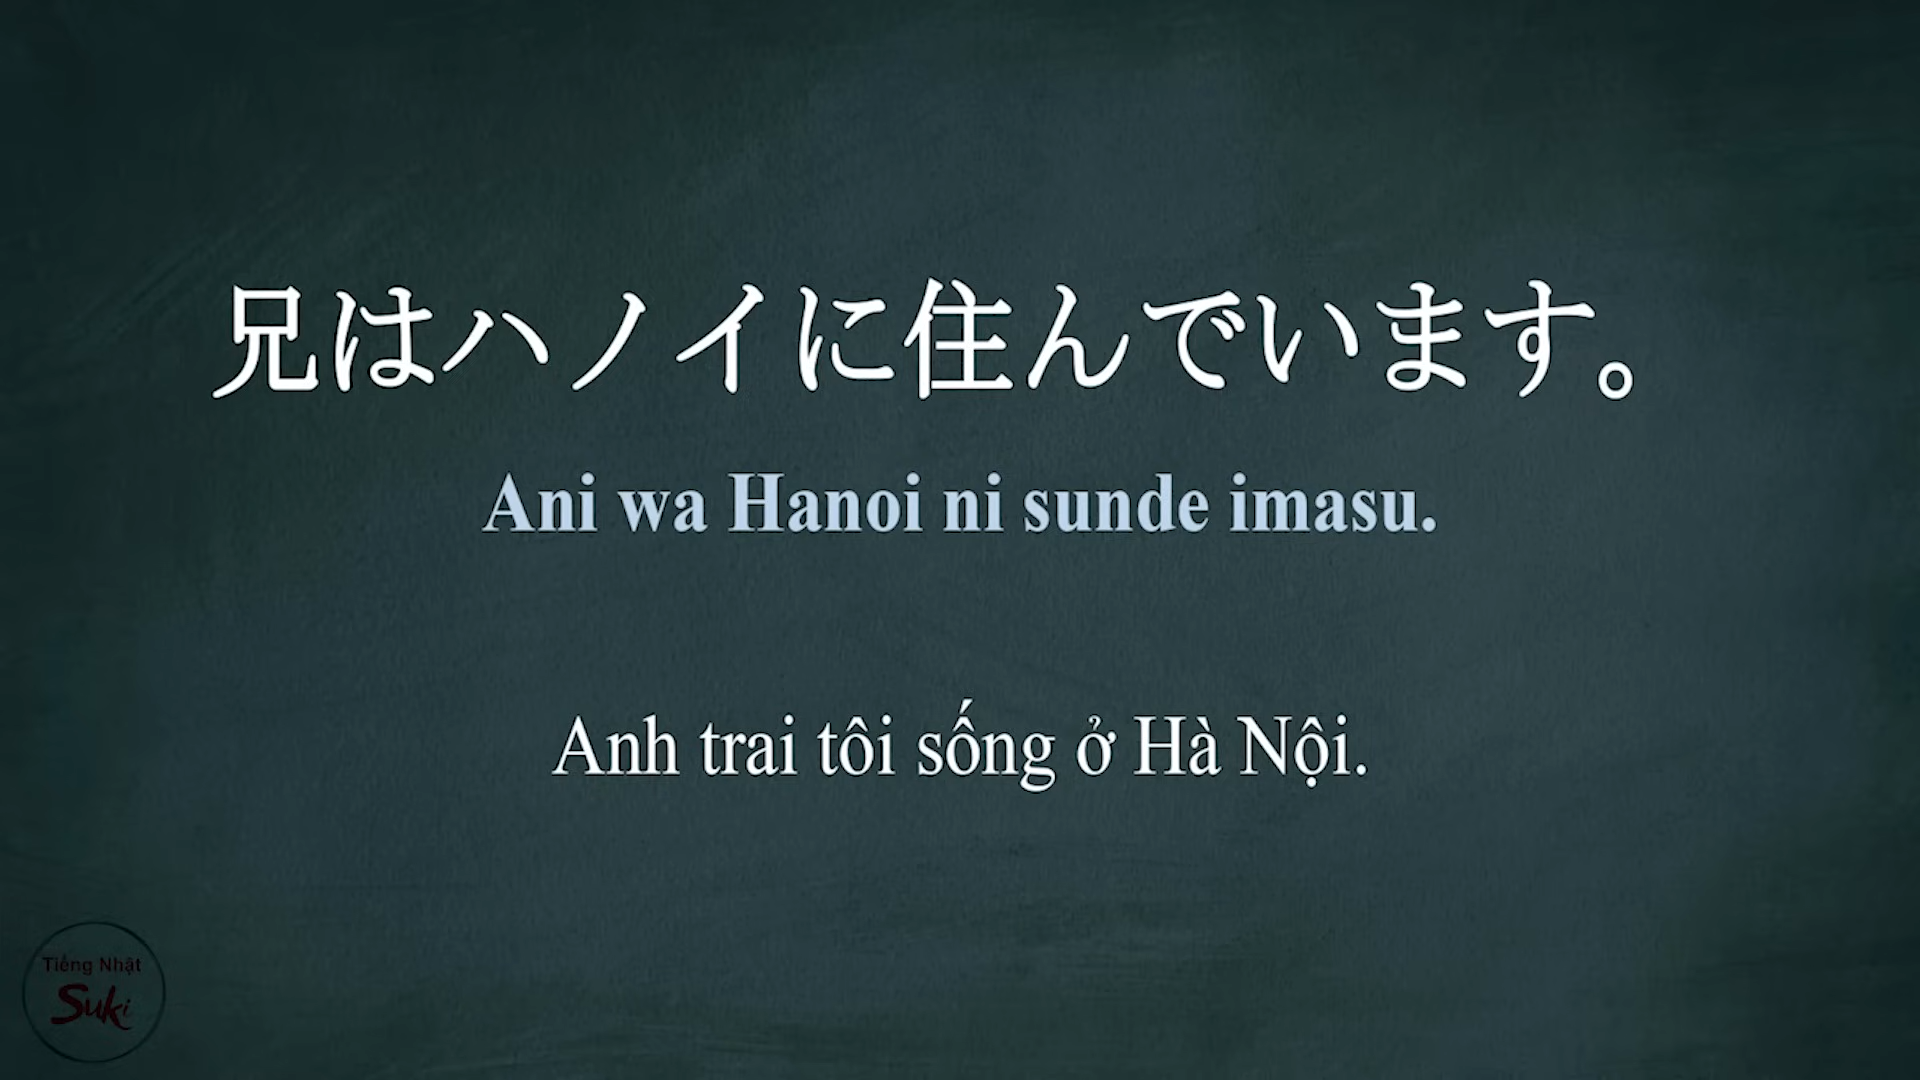 兄はハノイに住んでいます。
Ani wa Hanoi ni sunde imasu.
Anh trai tôi sống ở Hà Nội.
Tiếng Nhật
Suki